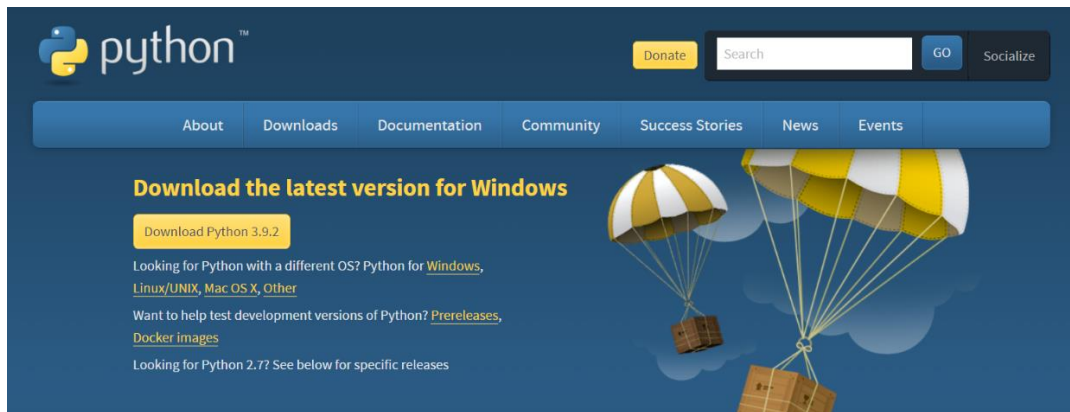 python™
Donate
Search
GO
Socialize
About Downloads Documentation Community Success Stories News Events
Download the latest version for Windows
Download Python 3.9.2
Looking for Python with a different OS? Python for Windows,
Linux/UNIX, Mac OS X, Other
Want to help test development versions of Python? Prereleases,
Docker images
Looking for Python 2.7? See below for specific releases